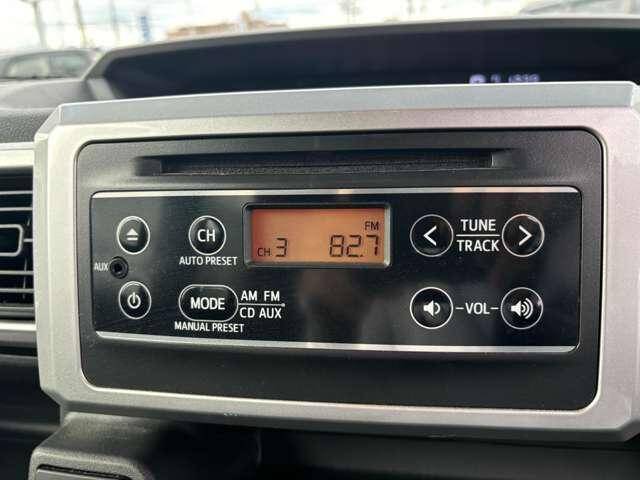 CH
AUTO PRESET
FM
CH 3 82.7
TUNE
TRACK
AUX
MODE
AM FM
CD AUX
MANUAL PRESET
VOL